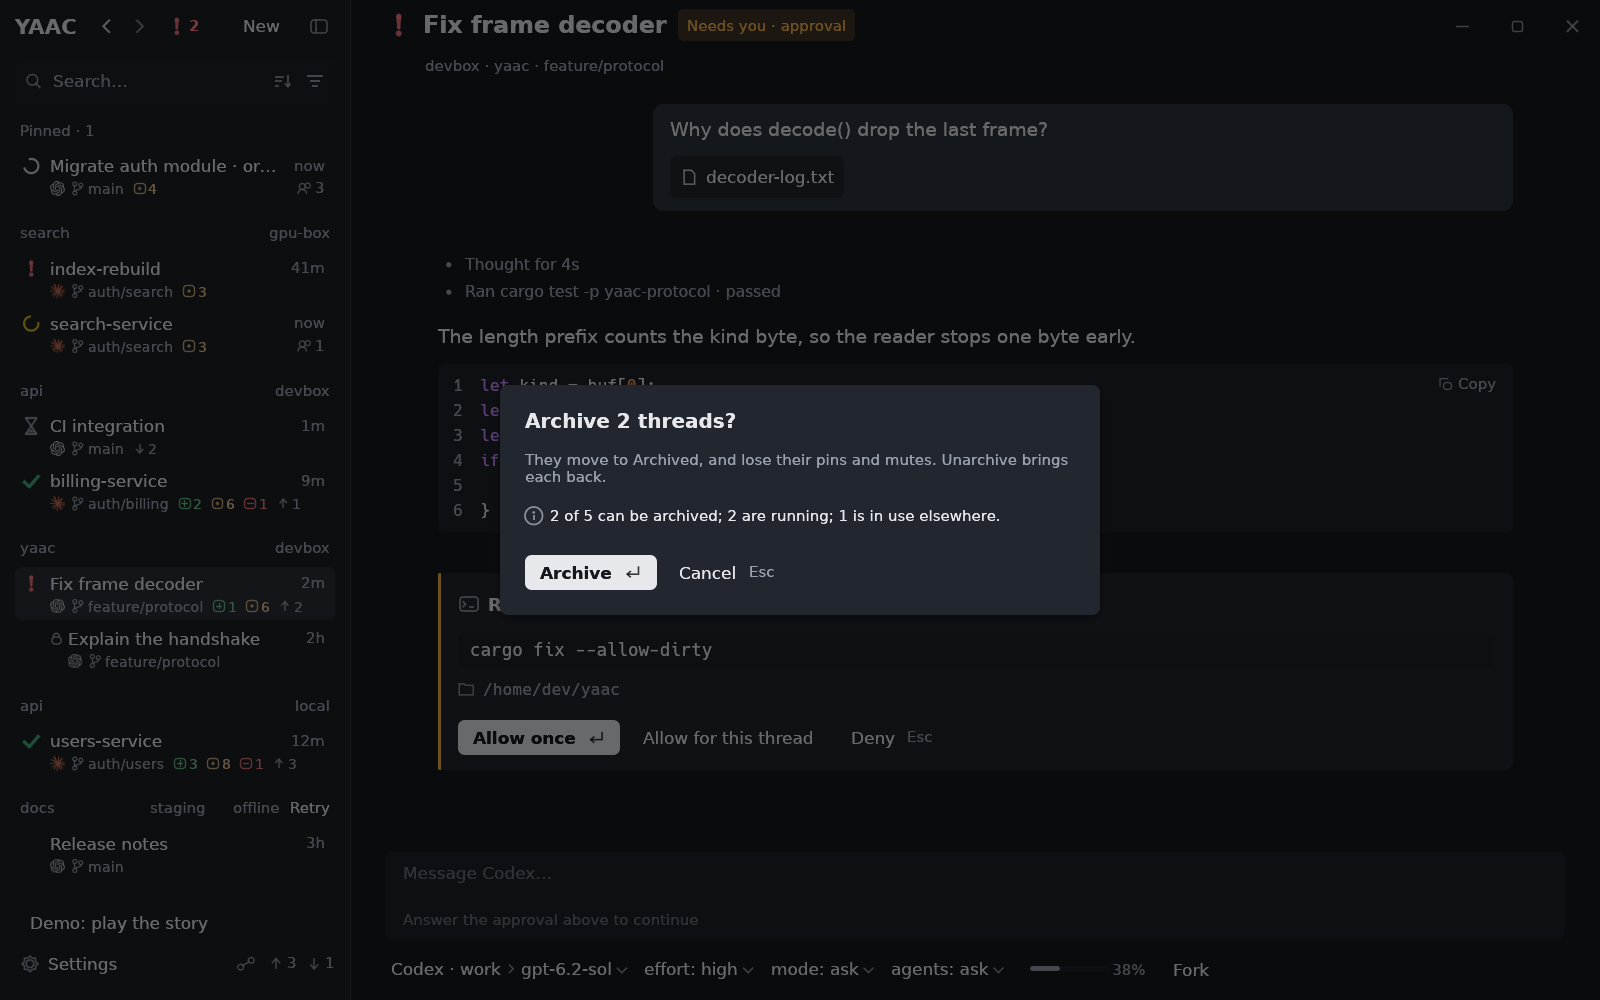 YAAC
2
New
Search...
Pinned · 1
Migrate auth module · or... now
main 4 3
search gpu-box
index-rebuild 41m
auth/search 3
search-service now
auth/search 3 1
api devbox
CI integration 1m
main 2
billing-service 9m
auth/billing 2 6 1 1
yaac devbox
Fix frame decoder 2m
feature/protocol 1 6 2
Explain the handshake 2h
feature/protocol
api local
users-service 12m
auth/users 3 8 1 3
docs staging offline Retry
Release notes 3h
main
Demo: play the story
Settings 3 1
Fix frame decoder Needs you · approval
devbox · yaac · feature/protocol
Why does decode() drop the last frame?
decoder-log.txt
• Thought for 4s
• Ran cargo test -p yaac-protocol · passed
The length prefix counts the kind byte, so the reader stops one byte early.
Copy
1 let kind = buf[0];
2 le
3 le
4 if
5
6 }
Archive 2 threads?
They move to Archived, and lose their pins and mutes. Unarchive brings
each back.
2 of 5 can be archived; 2 are running; 1 is in use elsewhere.
Archive Cancel Esc
R
cargo fix --allow-dirty
/home/dev/yaac
Allow once Allow for this thread Deny Esc
Message Codex...
Answer the approval above to continue
Codex · work gpt-6.2-sol effort: high mode: ask agents: ask 38% Fork